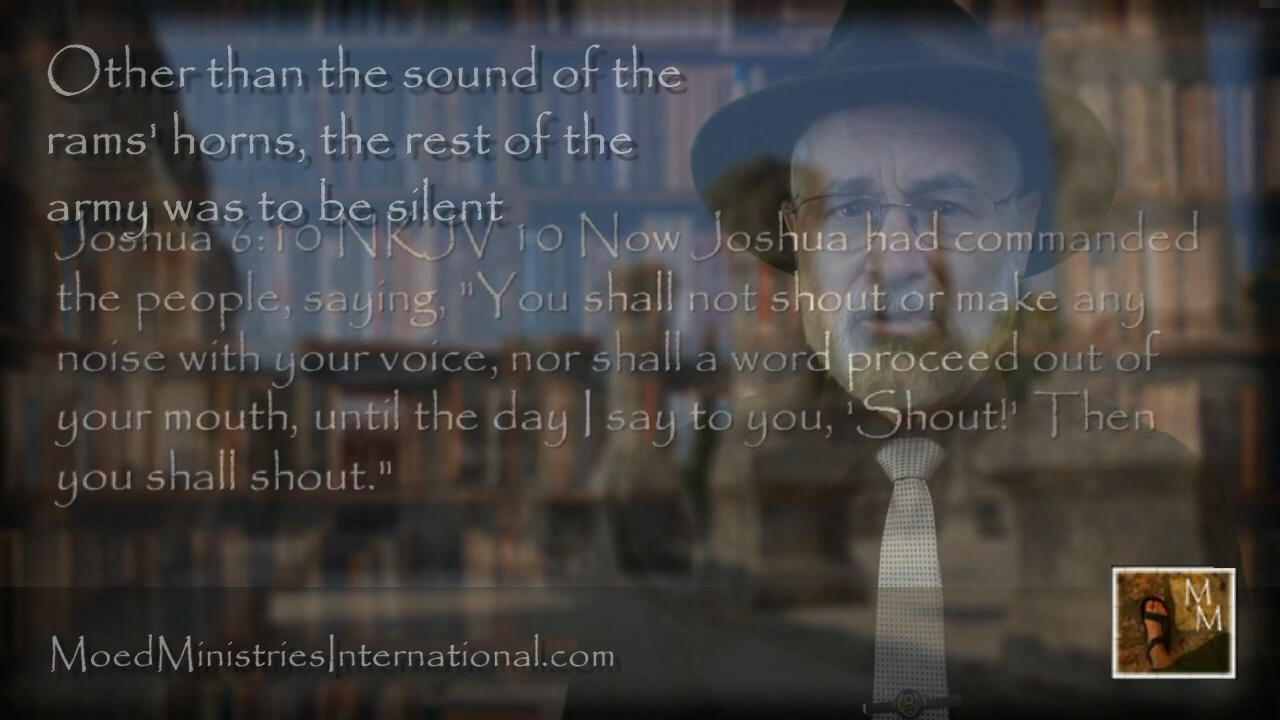 Other than the sound of the
rams' horns, the rest of the
army was to be silent
Joshua 6:10 NKJV 10 Now Joshua had commanded
the people, saying, "You shall not shout or make any
noise with your voice, nor shall a word proceed out of
your mouth, until the day I say to you, 'Shout!' Then
you shall shout."
MoedMinistriesInternational.com
M
M